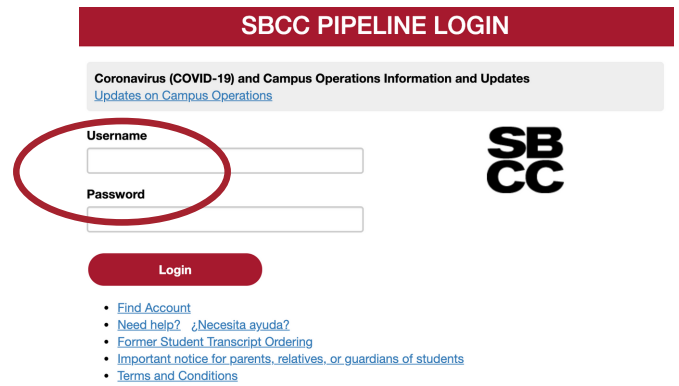 SBCC PIPELINE LOGIN
Coronavirus (COVID-19) and Campus Operations Information and Updates
Updates on Campus Operations
Username
SB
CC
Password
Login
• Find Account
• Need help? ¿Necesita ayuda?
• Former Student Transcript Ordering
• Important notice for parents, relatives, or guardians of students
• Terms and Conditions